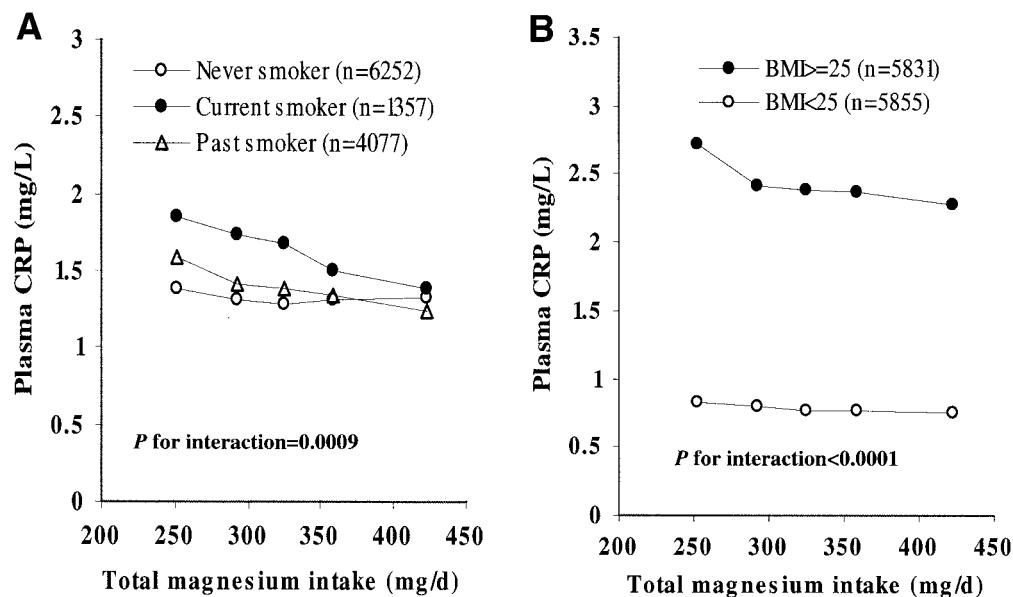 A
3
2.5
2
1.5
1
0.5
0
Plasma CRP (mg/L)
Never smoker (n=6252)
Current smoker (n=1357)
Past smoker (n=4077)
P for interaction=0.0009
200 250 300 350 400 450
Total magnesium intake (mg/d)
B
3.5
3
2.5
2
1.5
1
0.5
0
Plasma CRP (mg/L)
BMI>=25 (n=5831)
BMI<25 (n=5855)
P for interaction<0.0001
200 250 300 350 400 450
Total magnesium intake (mg/d)